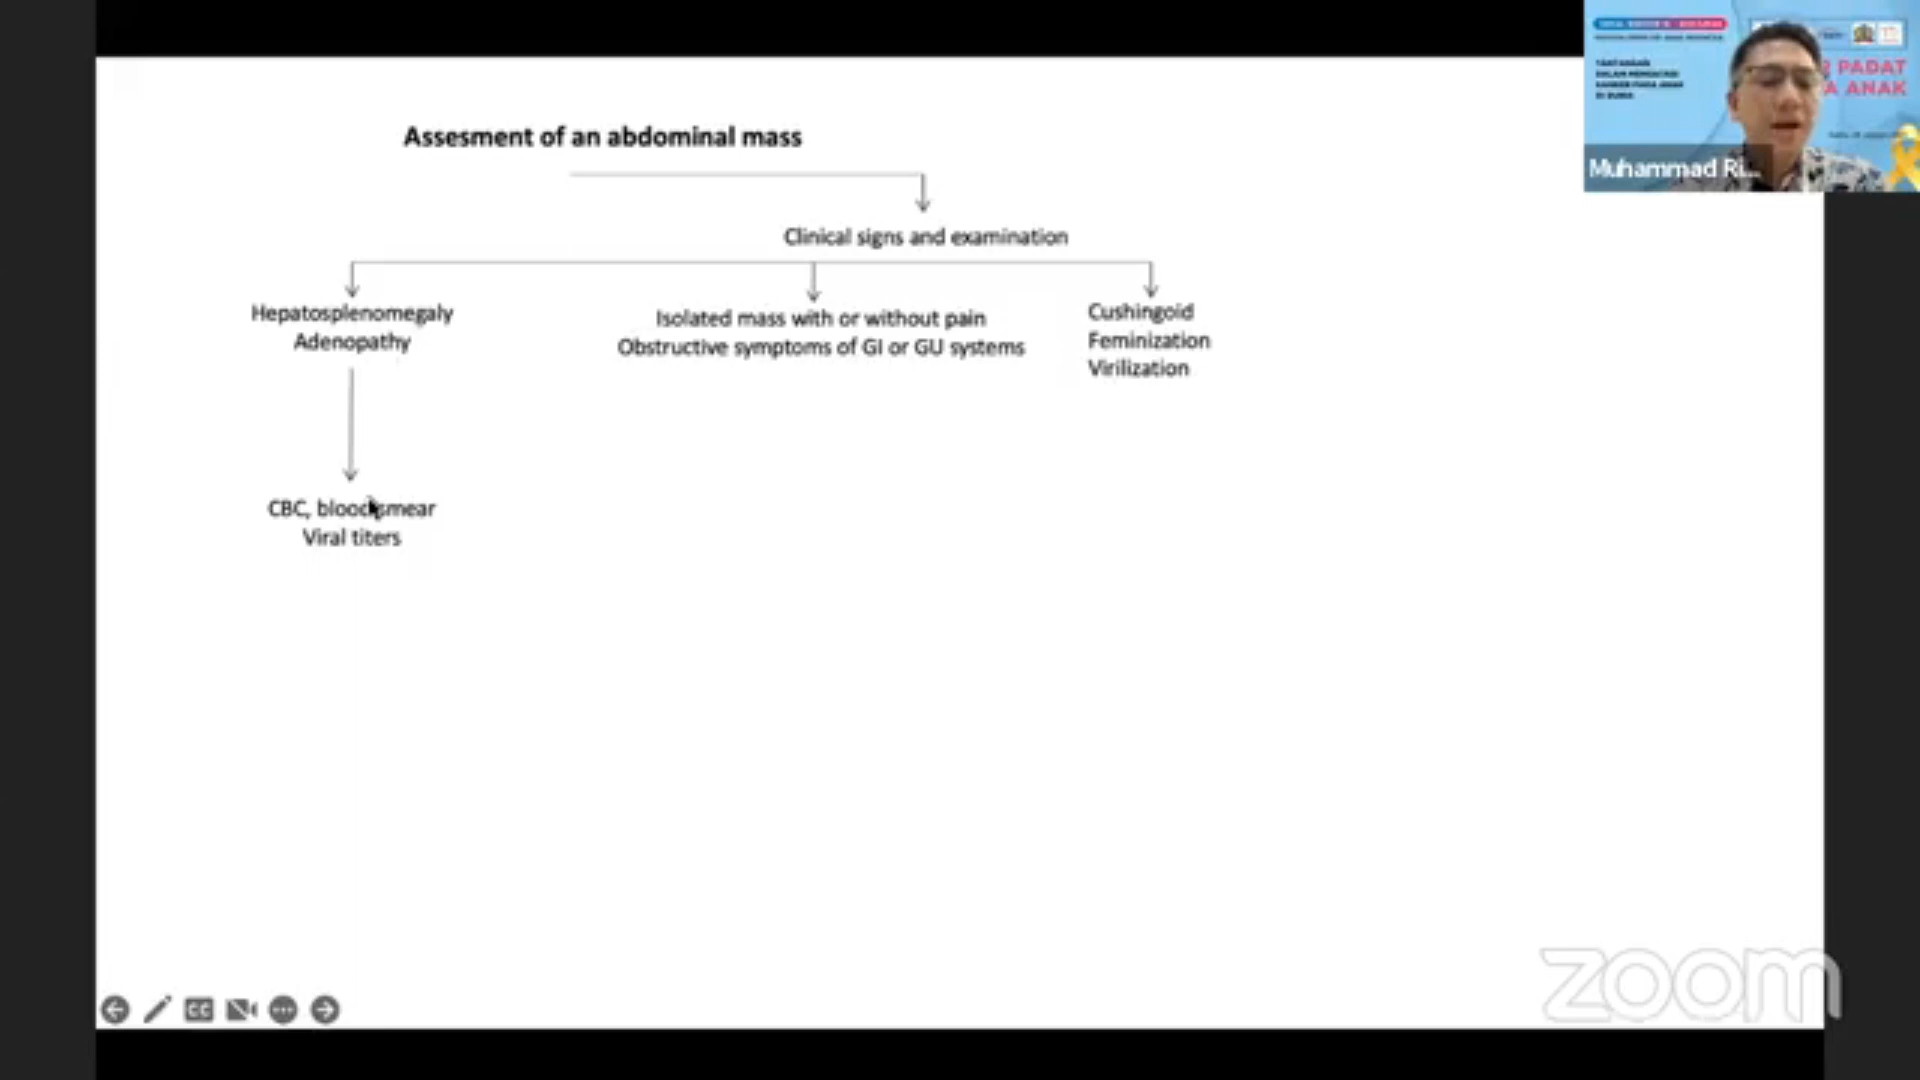 Assesment of an abdominal mass
Clinical signs and examination
Hepatosplenomegaly
Adenopathy
Isolated mass with or without pain
Obstructive symptoms of GI or GU systems
Cushingoid
Feminization
Virilization
CBC, blood smear
Viral titers
PADAT
A ANAK
Muhammad Ri...
CC
zoom